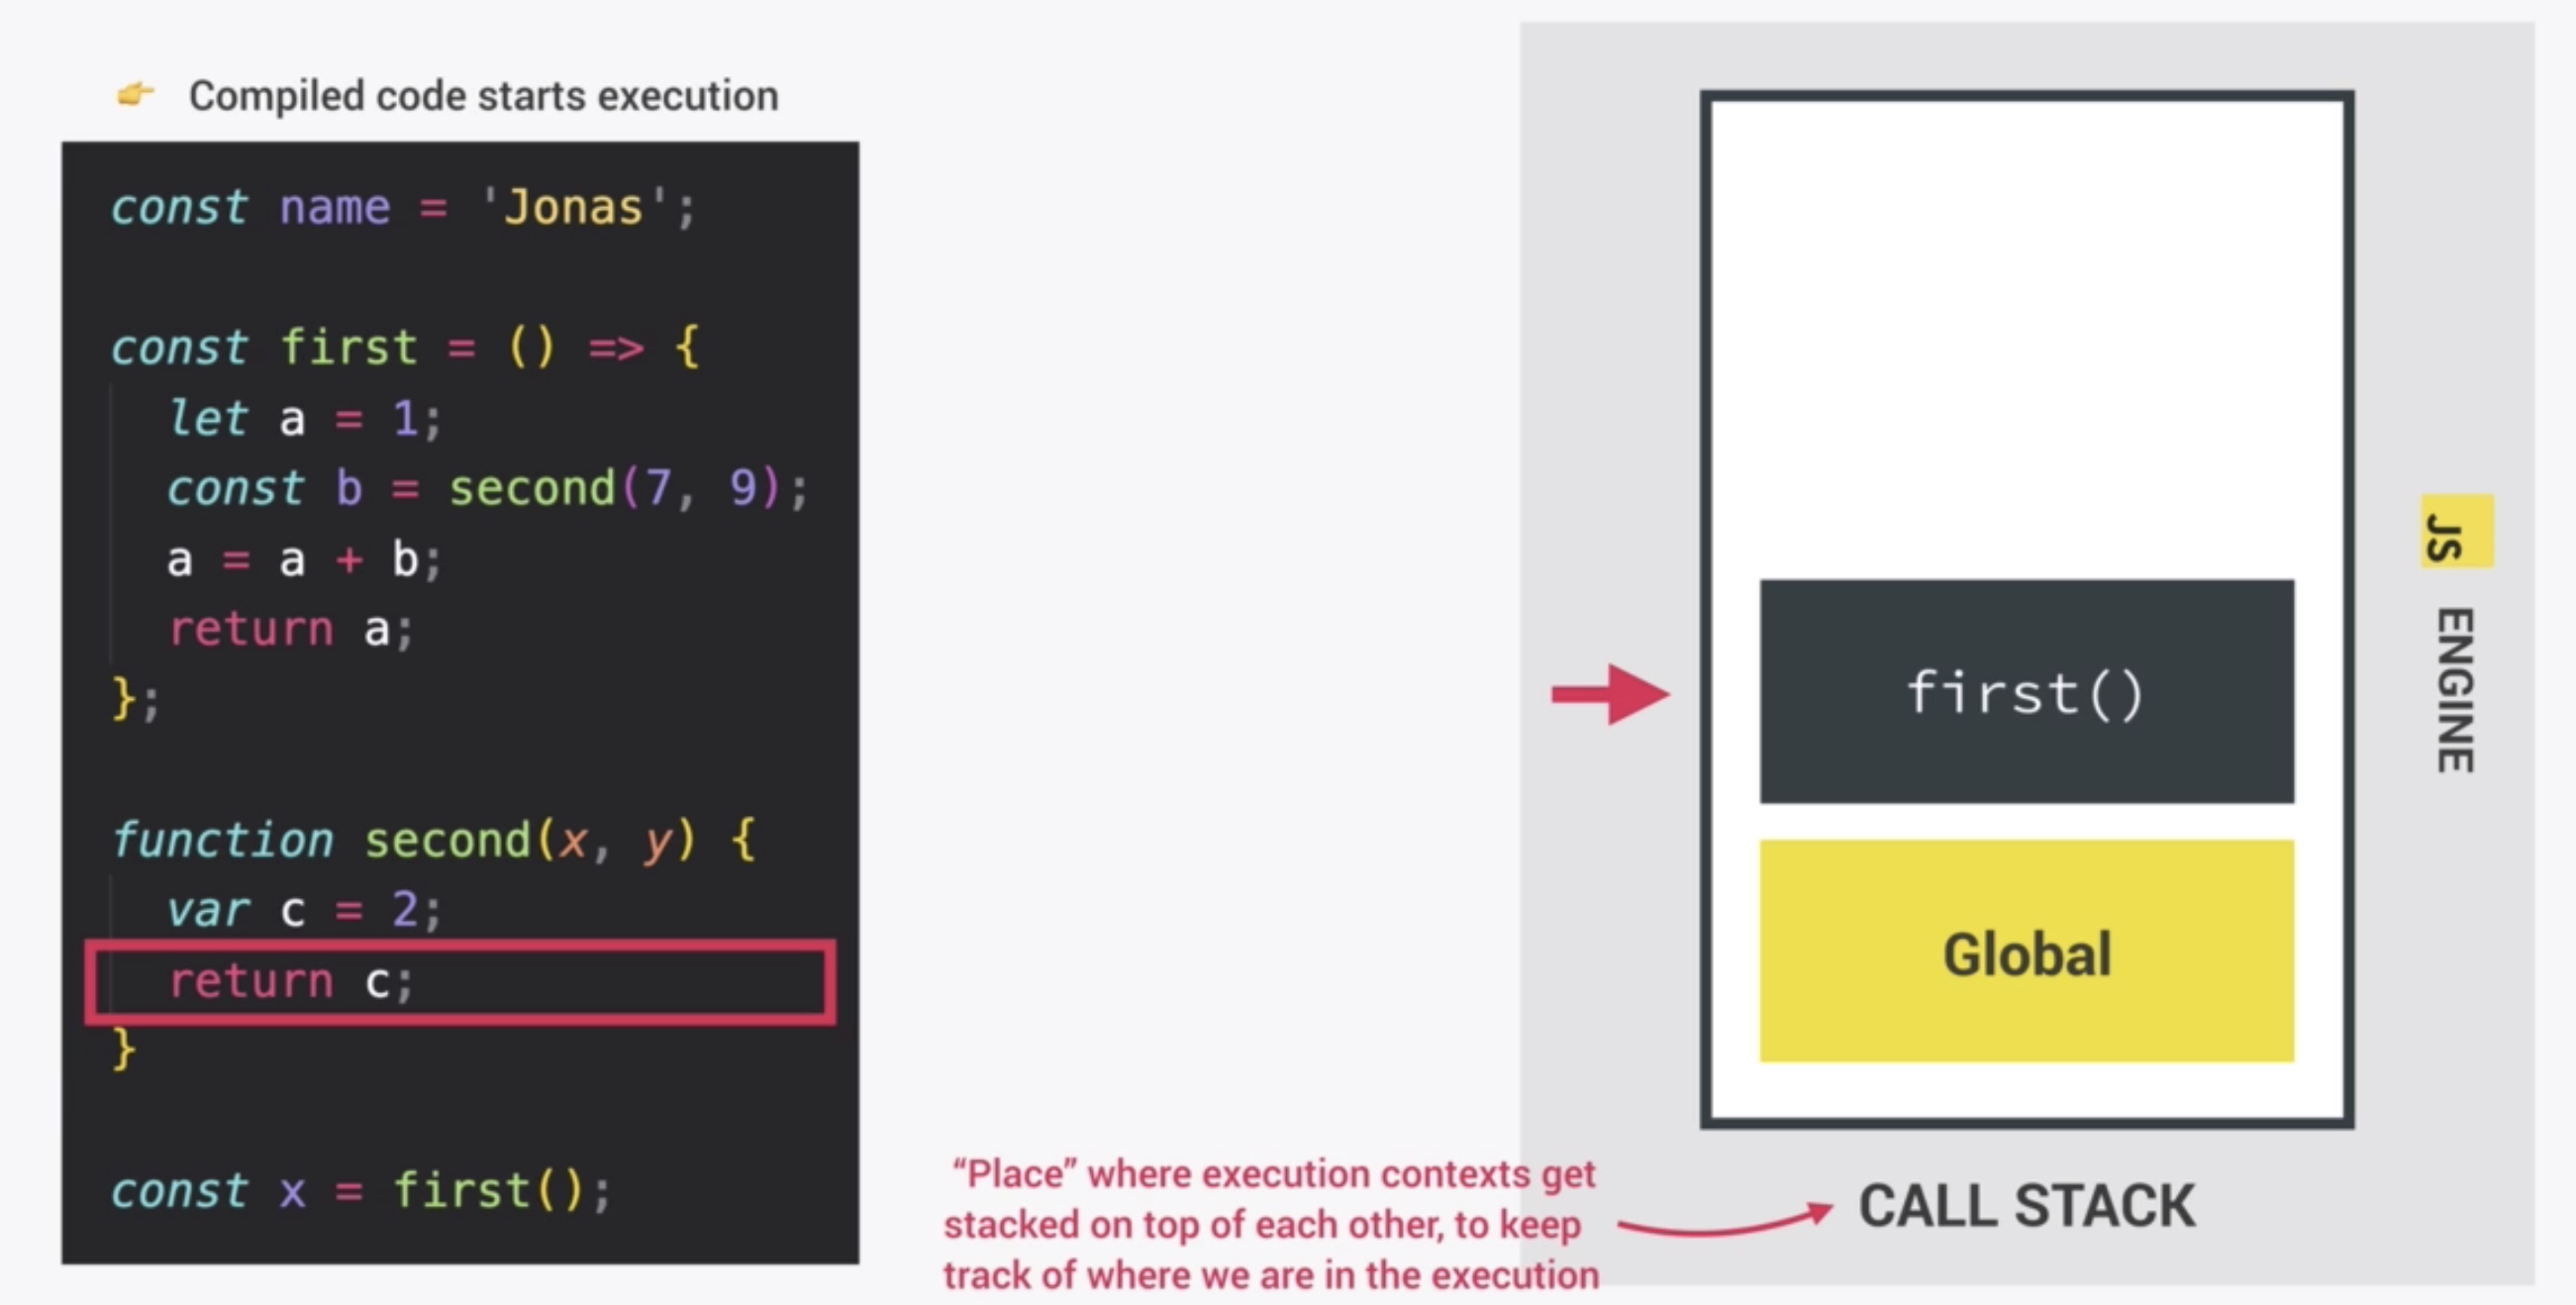 👉 Compiled code starts execution
const name = 'Jonas';
const first = () => {
let a = 1;
const b = second(7, 9);
a = a + b;
return a;
};
function second(x, y) {
var c = 2;
return c;
}
const x = first();
first()
Global
JS ENGINE
“Place” where execution contexts get
stacked on top of each other, to keep
track of where we are in the execution
CALL STACK